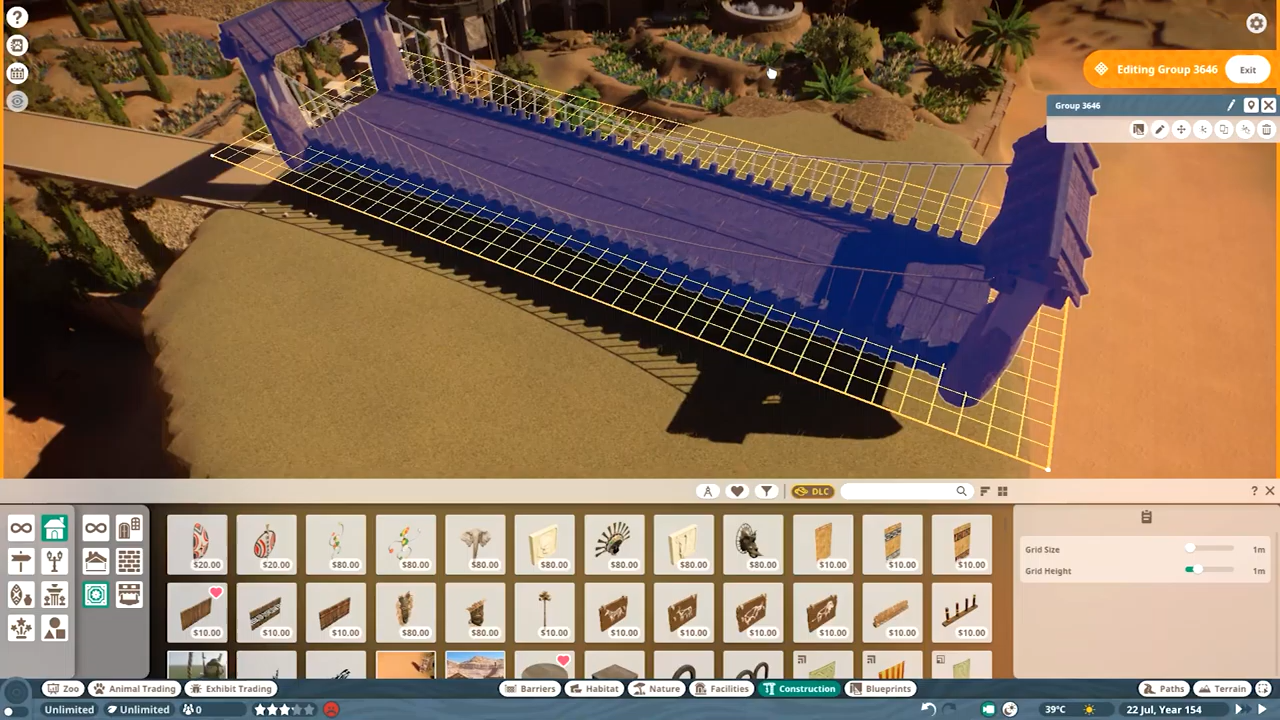 ?
Editing Group 3646
Exit
Group 3646
DLC
?
$20.00 $20.00 $80.00 $80.00 $80.00 $80.00 $80.00 $80.00 $80.00 $10.00 $10.00 $10.00
$10.00 $10.00 $10.00 $80.00 $80.00 $10.00 $10.00 $10.00 $10.00 $10.00 $10.00 $10.00
Grid Size 1m
Grid Height 1m
Zoo Animal Trading Exhibit Trading Barriers Habitat Nature Facilities Construction Blueprints Paths Terrain
Unlimited Unlimited 0 39°C 22 Jul, Year 154